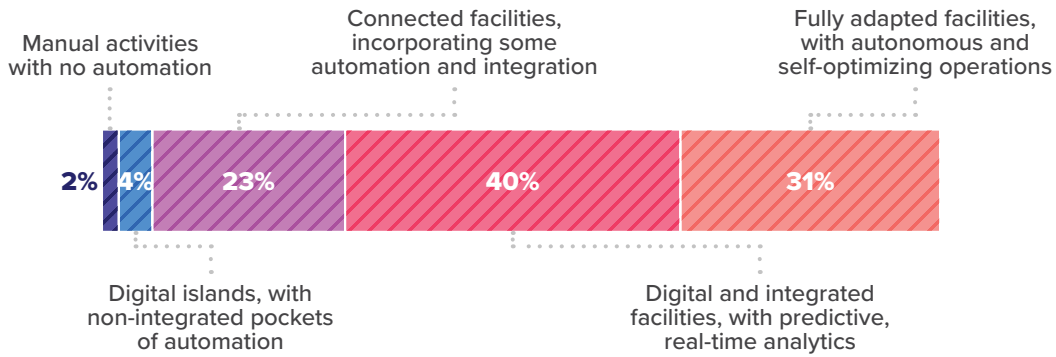 Manual activities
with no automation
Connected facilities,
incorporating some
automation and integration
Fully adapted facilities,
with autonomous and
self-optimizing operations
2%
4%
23%
40%
31%
Digital islands, with
non-integrated pockets
of automation
Digital and integrated
facilities, with predictive,
real-time analytics